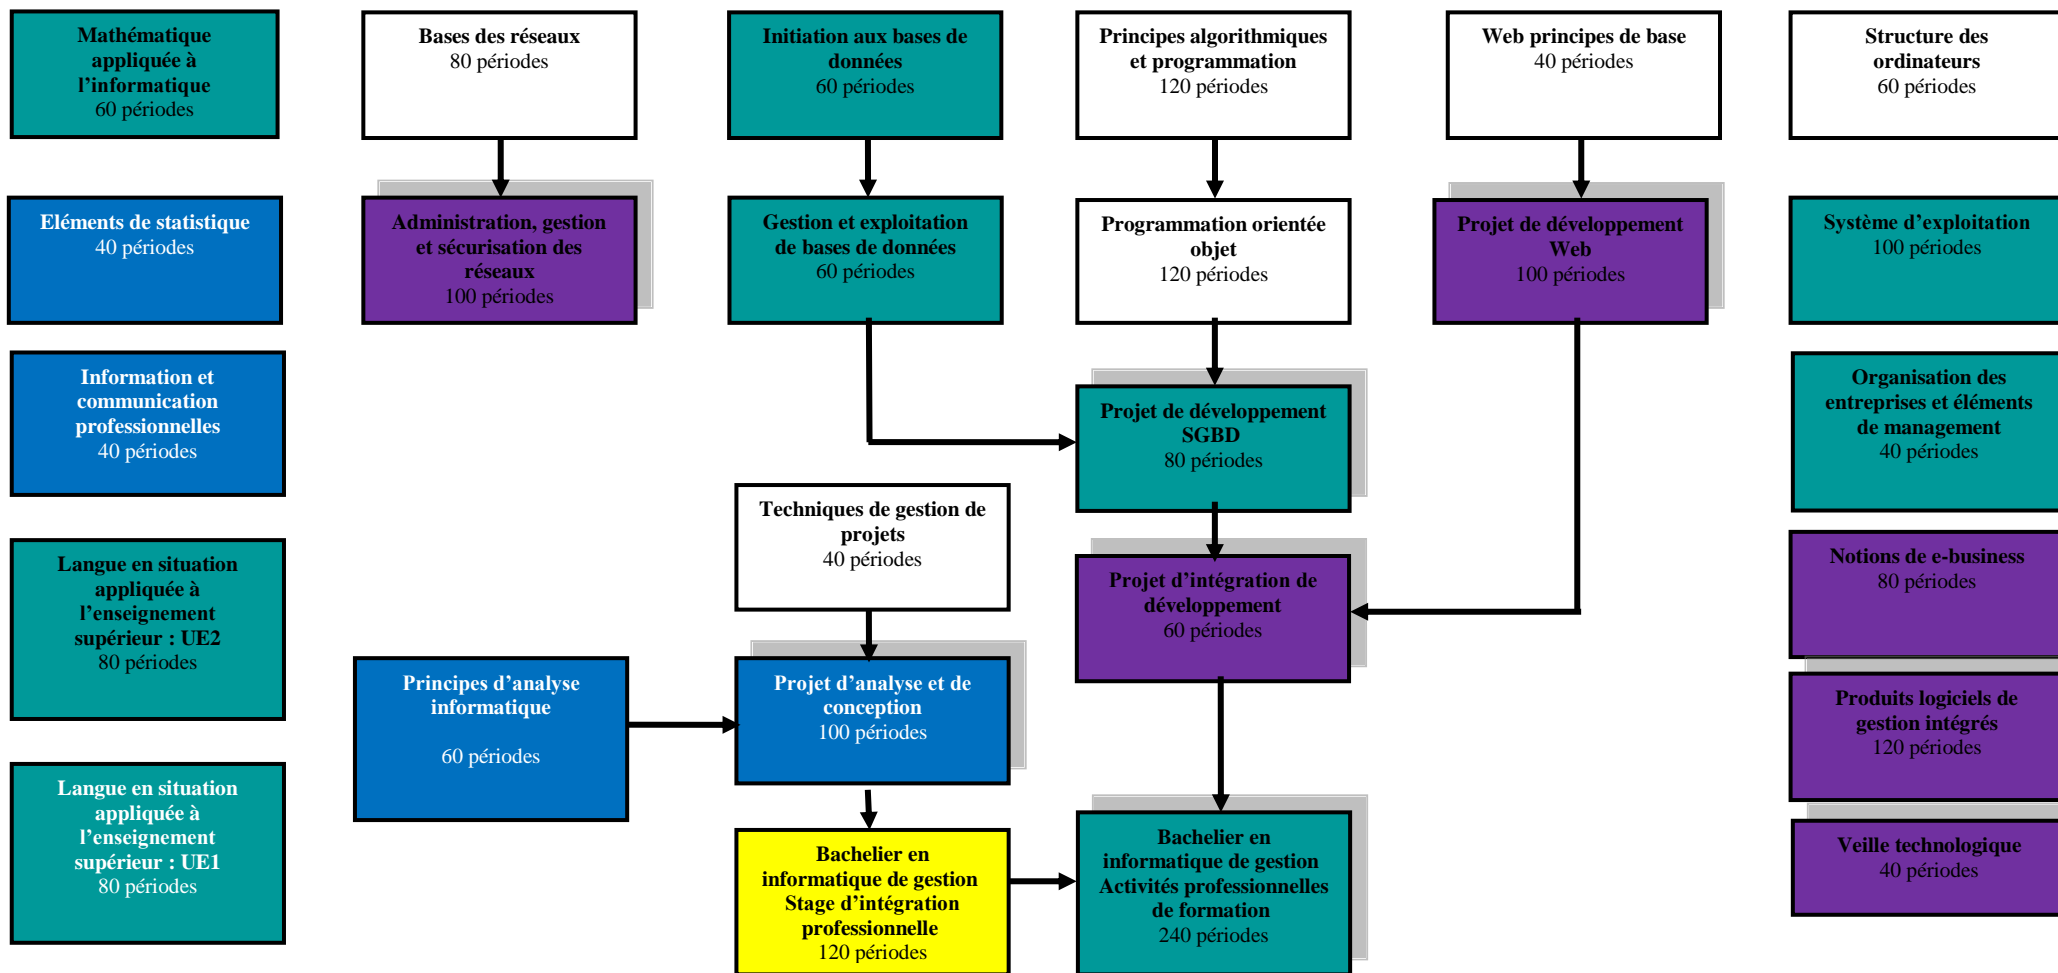 Mathématique
appliquée à
l’informatique
60 périodes
Bases des réseaux
80 périodes
Initiation aux bases de
données
60 périodes
Principes algorithmiques
et programmation
120 périodes
Web principes de base
40 périodes
Structure des
ordinateurs
60 périodes
Eléments de statistique
40 périodes
Administration, gestion
et sécurisation des
réseaux
100 périodes
Gestion et exploitation
de bases de données
60 périodes
Programmation orientée
objet
120 périodes
Projet de développement
Web
100 périodes
Système d’exploitation
100 périodes
Information et
communication
professionnelles
40 périodes
Projet de développement
SGBD
80 périodes
Organisation des
entreprises et éléments
de management
40 périodes
Techniques de gestion de
projets
40 périodes
Langue en situation
appliquée à
l’enseignement
supérieur : UE2
80 périodes
Projet d’intégration de
développement
60 périodes
Notions de e-business
80 périodes
Principes d’analyse
informatique
60 périodes
Projet d’analyse et de
conception
100 périodes
Produits logiciels de
gestion intégrés
120 périodes
Langue en situation
appliquée à
l’enseignement
supérieur : UE1
80 périodes
Bachelier en
informatique de gestion
Stage d’intégration
professionnelle
120 périodes
Bachelier en
informatique de gestion
Activités professionnelles
de formation
240 périodes
Veille technologique
40 périodes